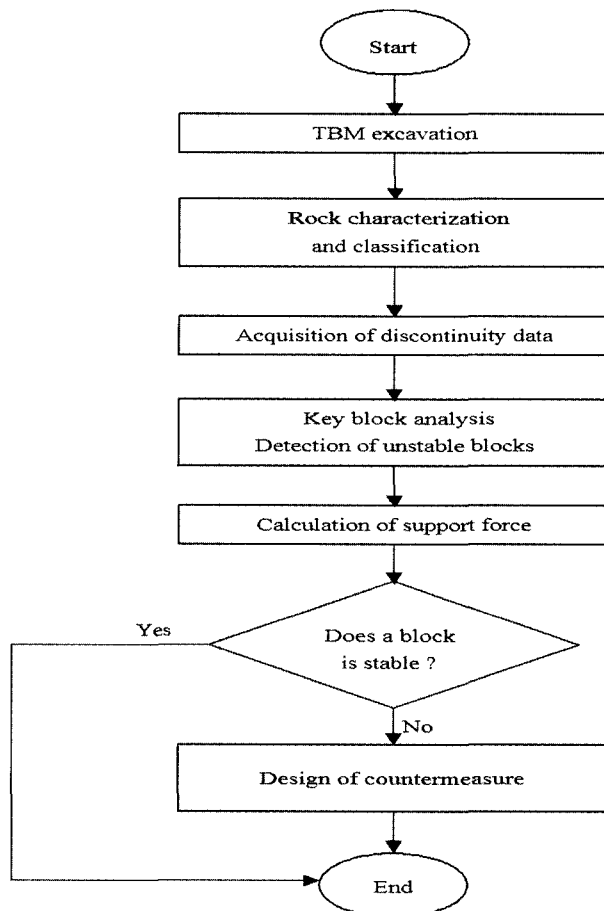 Start
TBM excavation
Rock characterization
and classification
Acquisition of discontinuity data
Key block analysis
Detection of unstable blocks
Calculation of support force
Does a block
is stable ?
Yes
No
Design of countermeasure
End